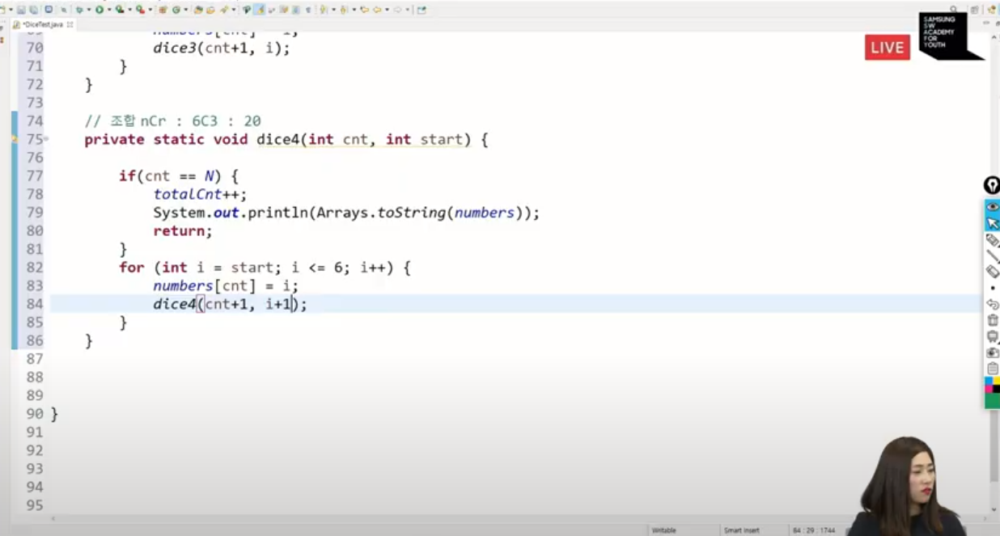 *DiceTest.java
SAMSUNG
SW
ACADEMY
FOR
YOUTH
LIVE
69 numbers[cnt] = i;
70 dice3(cnt+1, i);
71 }
72 }
73
74 // 조합 nCr : 6C3 : 20
75 private static void dice4(int cnt, int start) {
76
77 if(cnt == N) {
78 totalCnt++;
79 System.out.println(Arrays.toString(numbers));
80 return;
81 }
82 for (int i = start; i <= 6; i++) {
83 numbers[cnt] = i;
84 dice4(cnt+1, i+1);
85 }
86 }
87
88
89
90 }
91
92
93
94
95
Writable
Smart Insert
84 : 29 : 1744